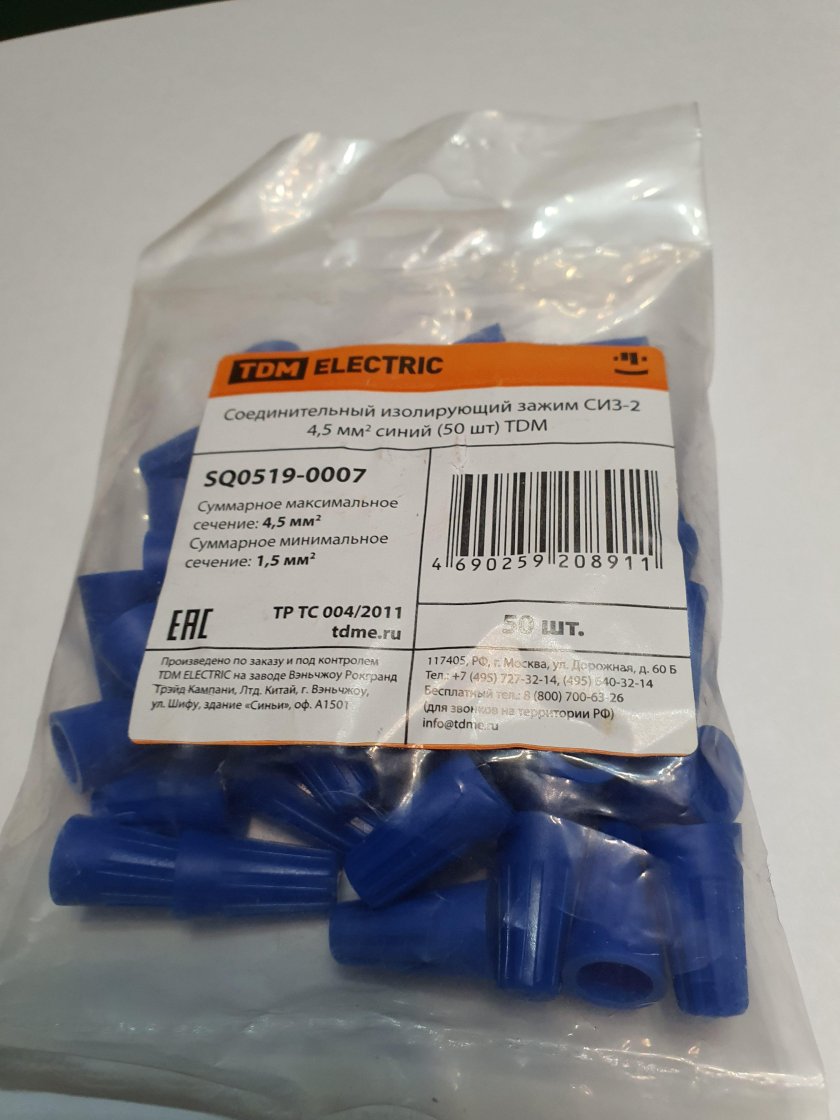 TDM ELECTRIC
Соединительный изолирующий зажим СИЗ-2
4,5 мм² синий (50 шт) TDM
SQ0519-0007
Суммарное максимальное
сечение: 4,5 мм²
Суммарное минимальное
сечение: 1,5 мм²
4 690259 208911
EAC
ТР ТС 004/2011
tdme.ru
50 шт.
Произведено по заказу и под контролем
TDM ELECTRIC на заводе Вэньчжоу Рокгранд
Трэйд Кампани, Лтд. Китай, г. Вэньчжоу,
ул. Шифу, здание «Синьи», оф. А1501
117405, РФ, г. Москва, ул. Дорожная, д. 60 Б
Тел.: +7 (495) 727-32-14, (495) 640-32-14
Бесплатный тел.: 8 (800) 700-63-26
(для звонков на территории РФ)
info@tdme.ru